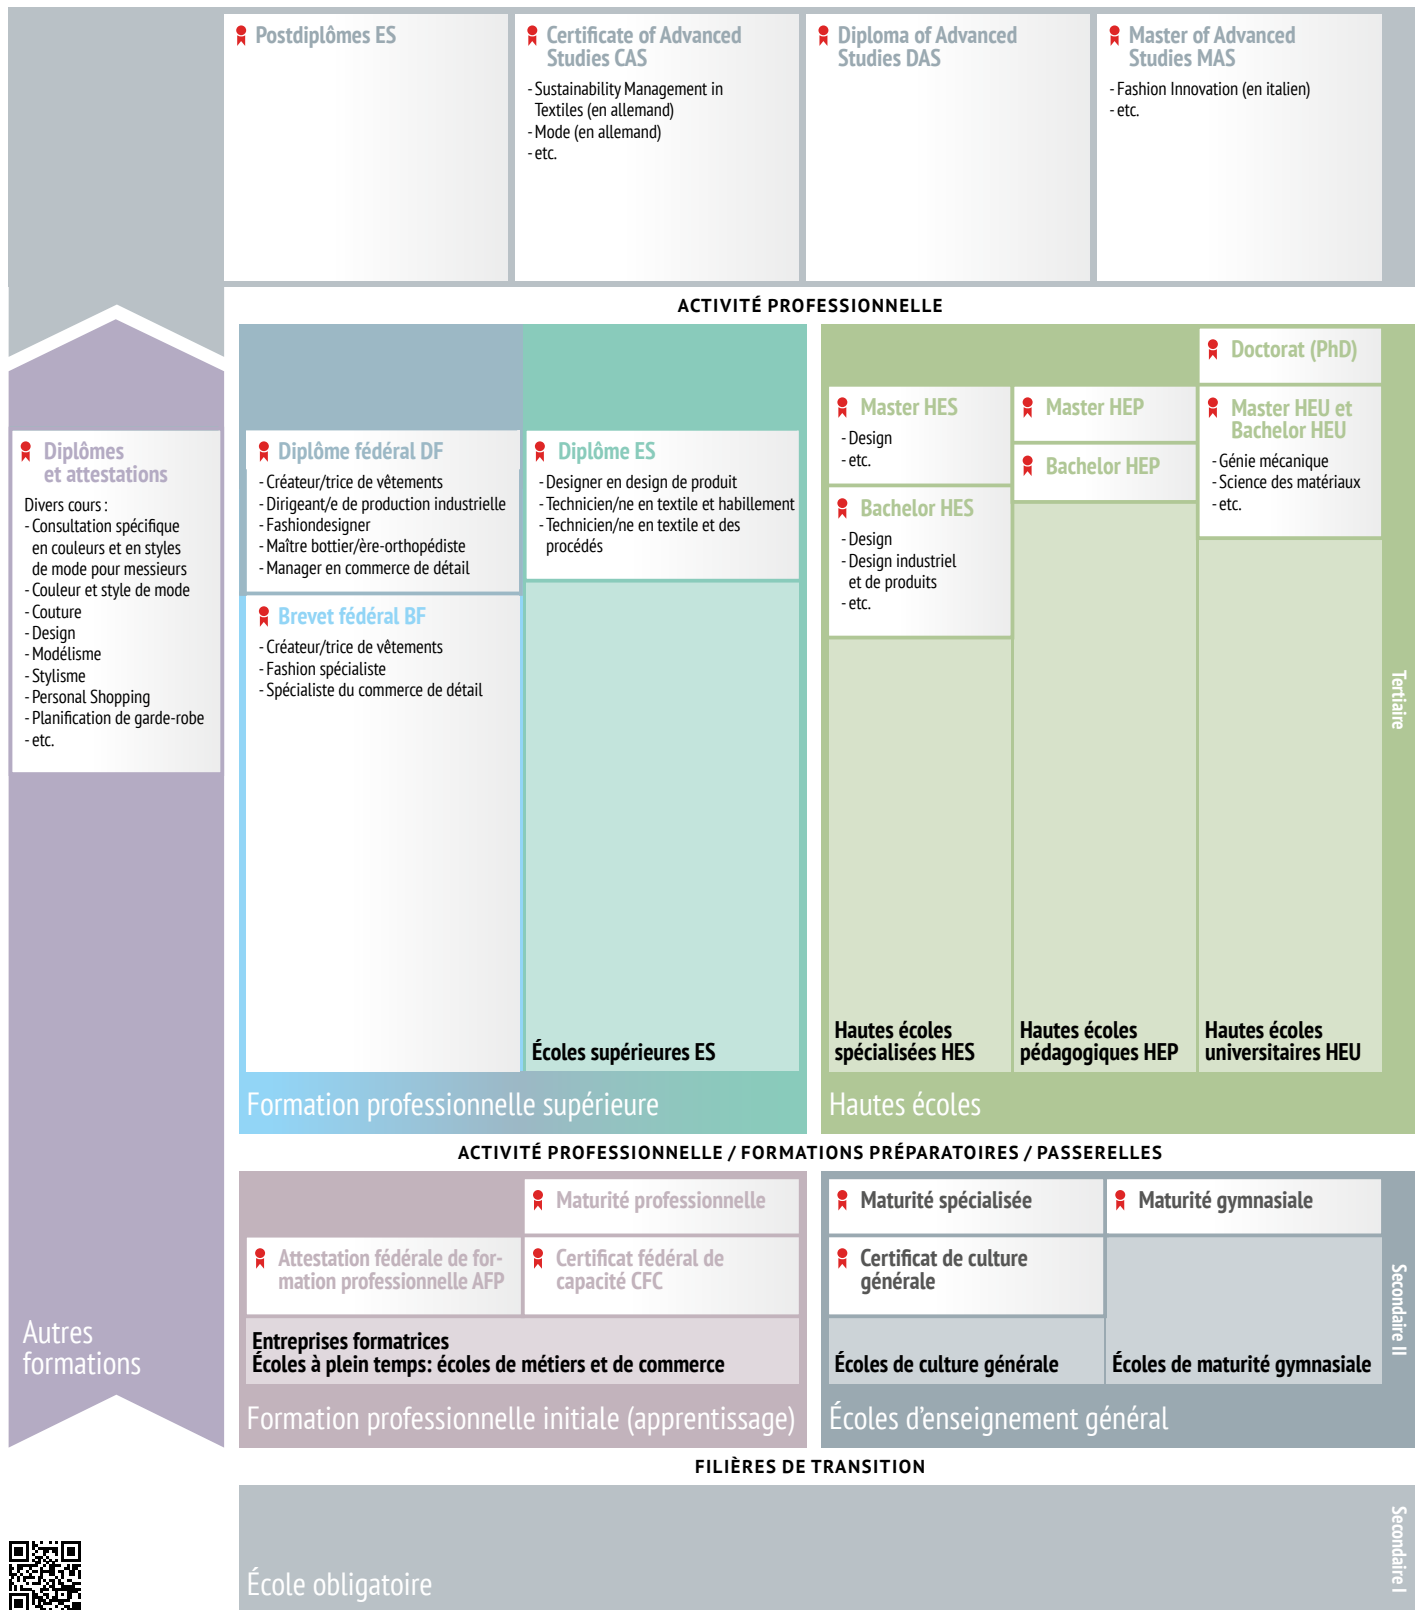 Postdiplômes ES
Certificate of Advanced
Studies CAS
- Sustainability Management in
Textiles (en allemand)
- Mode (en allemand)
- etc.
Diploma of Advanced
Studies DAS
Master of Advanced
Studies MAS
- Fashion Innovation (en italien)
- etc.
ACTIVITÉ PROFESSIONNELLE
Diplômes
et attestations
Divers cours :
- Consultation spécifique
en couleurs et en styles
de mode pour messieurs
- Couleur et style de mode
- Couture
- Design
- Modélisme
- Stylisme
- Personal Shopping
- Planification de garde-robe
- etc.
Autres
formations
Diplôme fédéral DF
- Créateur/trice de vêtements
- Dirigeant/e de production industrielle
- Fashiondesigner
- Maître bottier/ère-orthopédiste
- Manager en commerce de détail
Brevet fédéral BF
- Créateur/trice de vêtements
- Fashion spécialiste
- Spécialiste du commerce de détail
Diplôme ES
- Designer en design de produit
- Technicien/ne en textile et habillement
- Technicien/ne en textile et des
procédés
Écoles supérieures ES
Formation professionnelle supérieure
Master HES
- Design
- etc.
Bachelor HES
- Design
- Design industriel
et de produits
- etc.
Hautes écoles
spécialisées HES
Master HEP
Bachelor HEP
Hautes écoles
pédagogiques HEP
Doctorat (PhD)
Master HEU et
Bachelor HEU
- Génie mécanique
- Science des matériaux
- etc.
Hautes écoles
universitaires HEU
Hautes écoles
Tertiaire
ACTIVITÉ PROFESSIONNELLE / FORMATIONS PRÉPARATOIRES / PASSERELLES
Maturité professionnelle
Attestation fédérale de for-
mation professionnelle AFP
Certificat fédéral de
capacité CFC
Entreprises formatrices
Écoles à plein temps: écoles de métiers et de commerce
Formation professionnelle initiale (apprentissage)
Maturité spécialisée
Certificat de culture
générale
Écoles de culture générale
Maturité gymnasiale
Écoles de maturité gymnasiale
Écoles d'enseignement général
Secondaire II
FILIÈRES DE TRANSITION
École obligatoire
Secondaire I